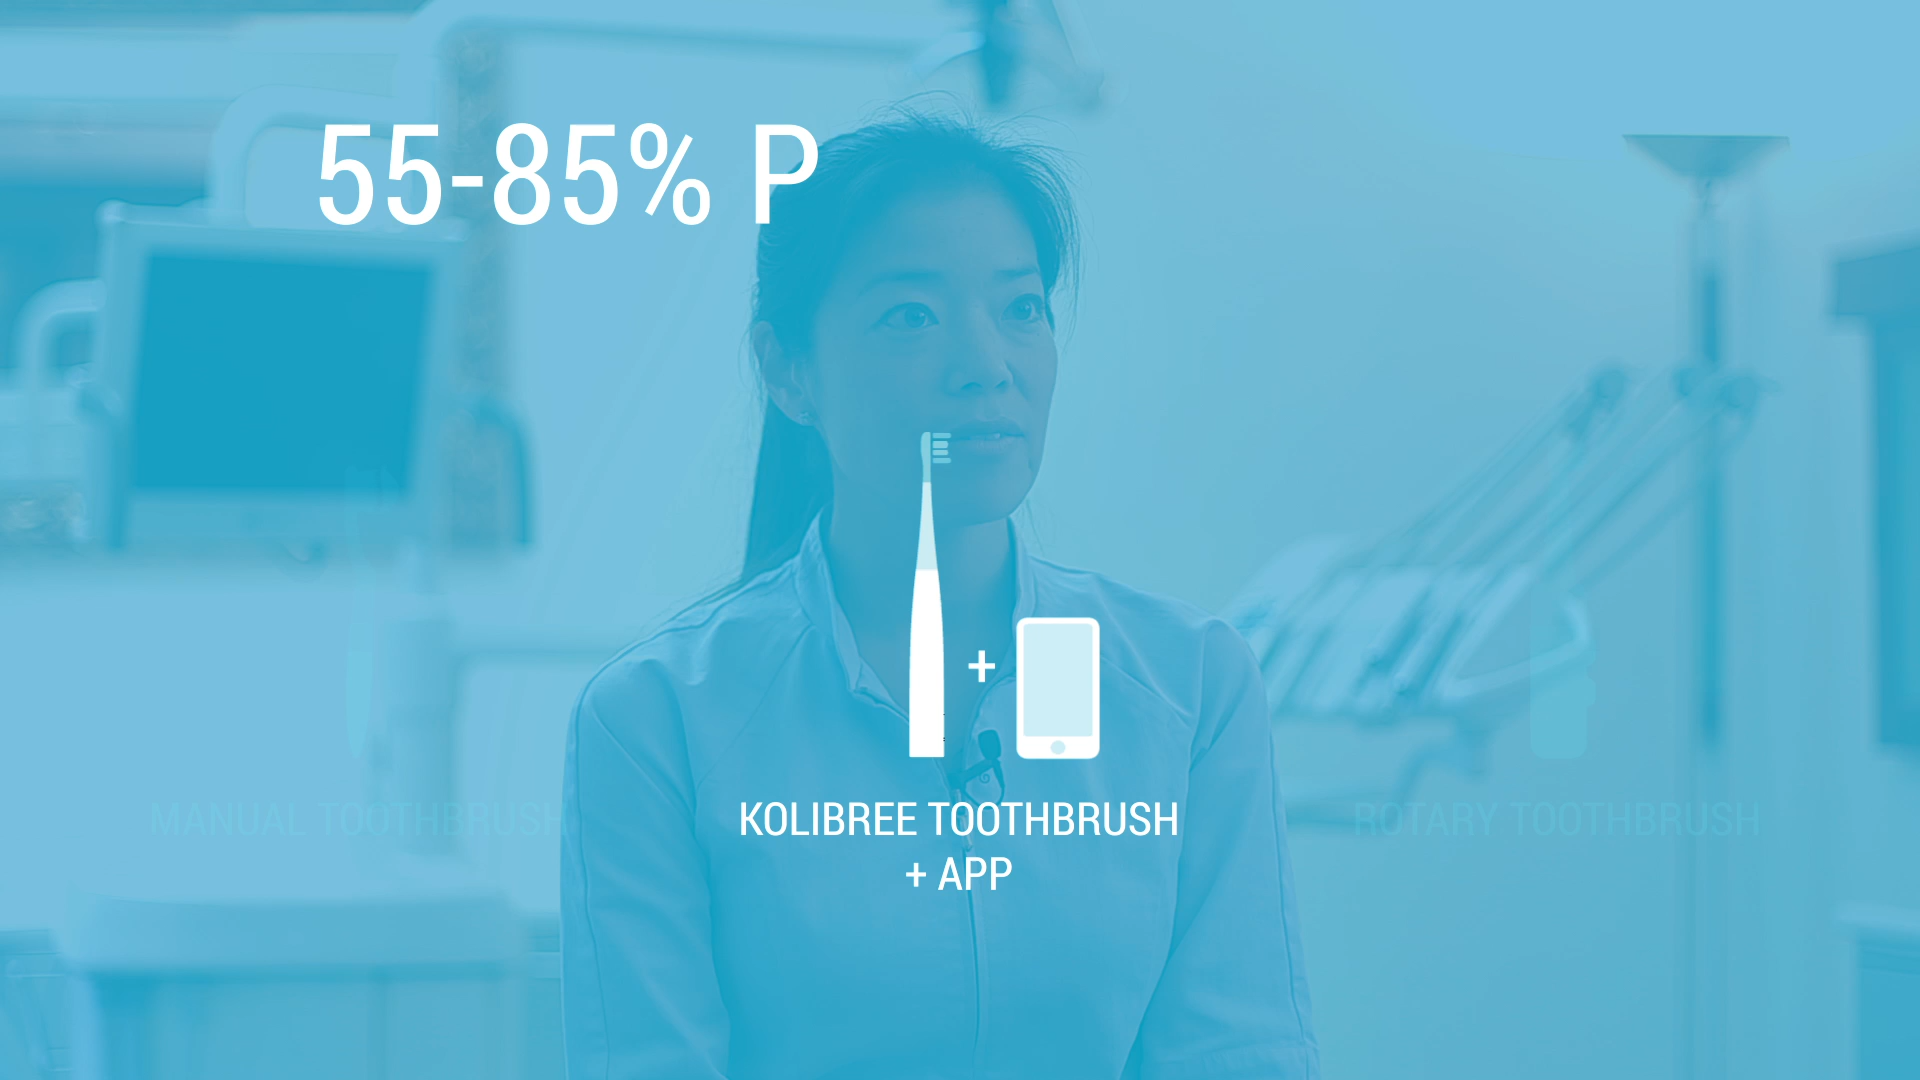 55-85% P
MANUAL TOOTHBRUSH
KOLIBREE TOOTHBRUSH
+
+ APP
ROTARY TOOTHBRUSH